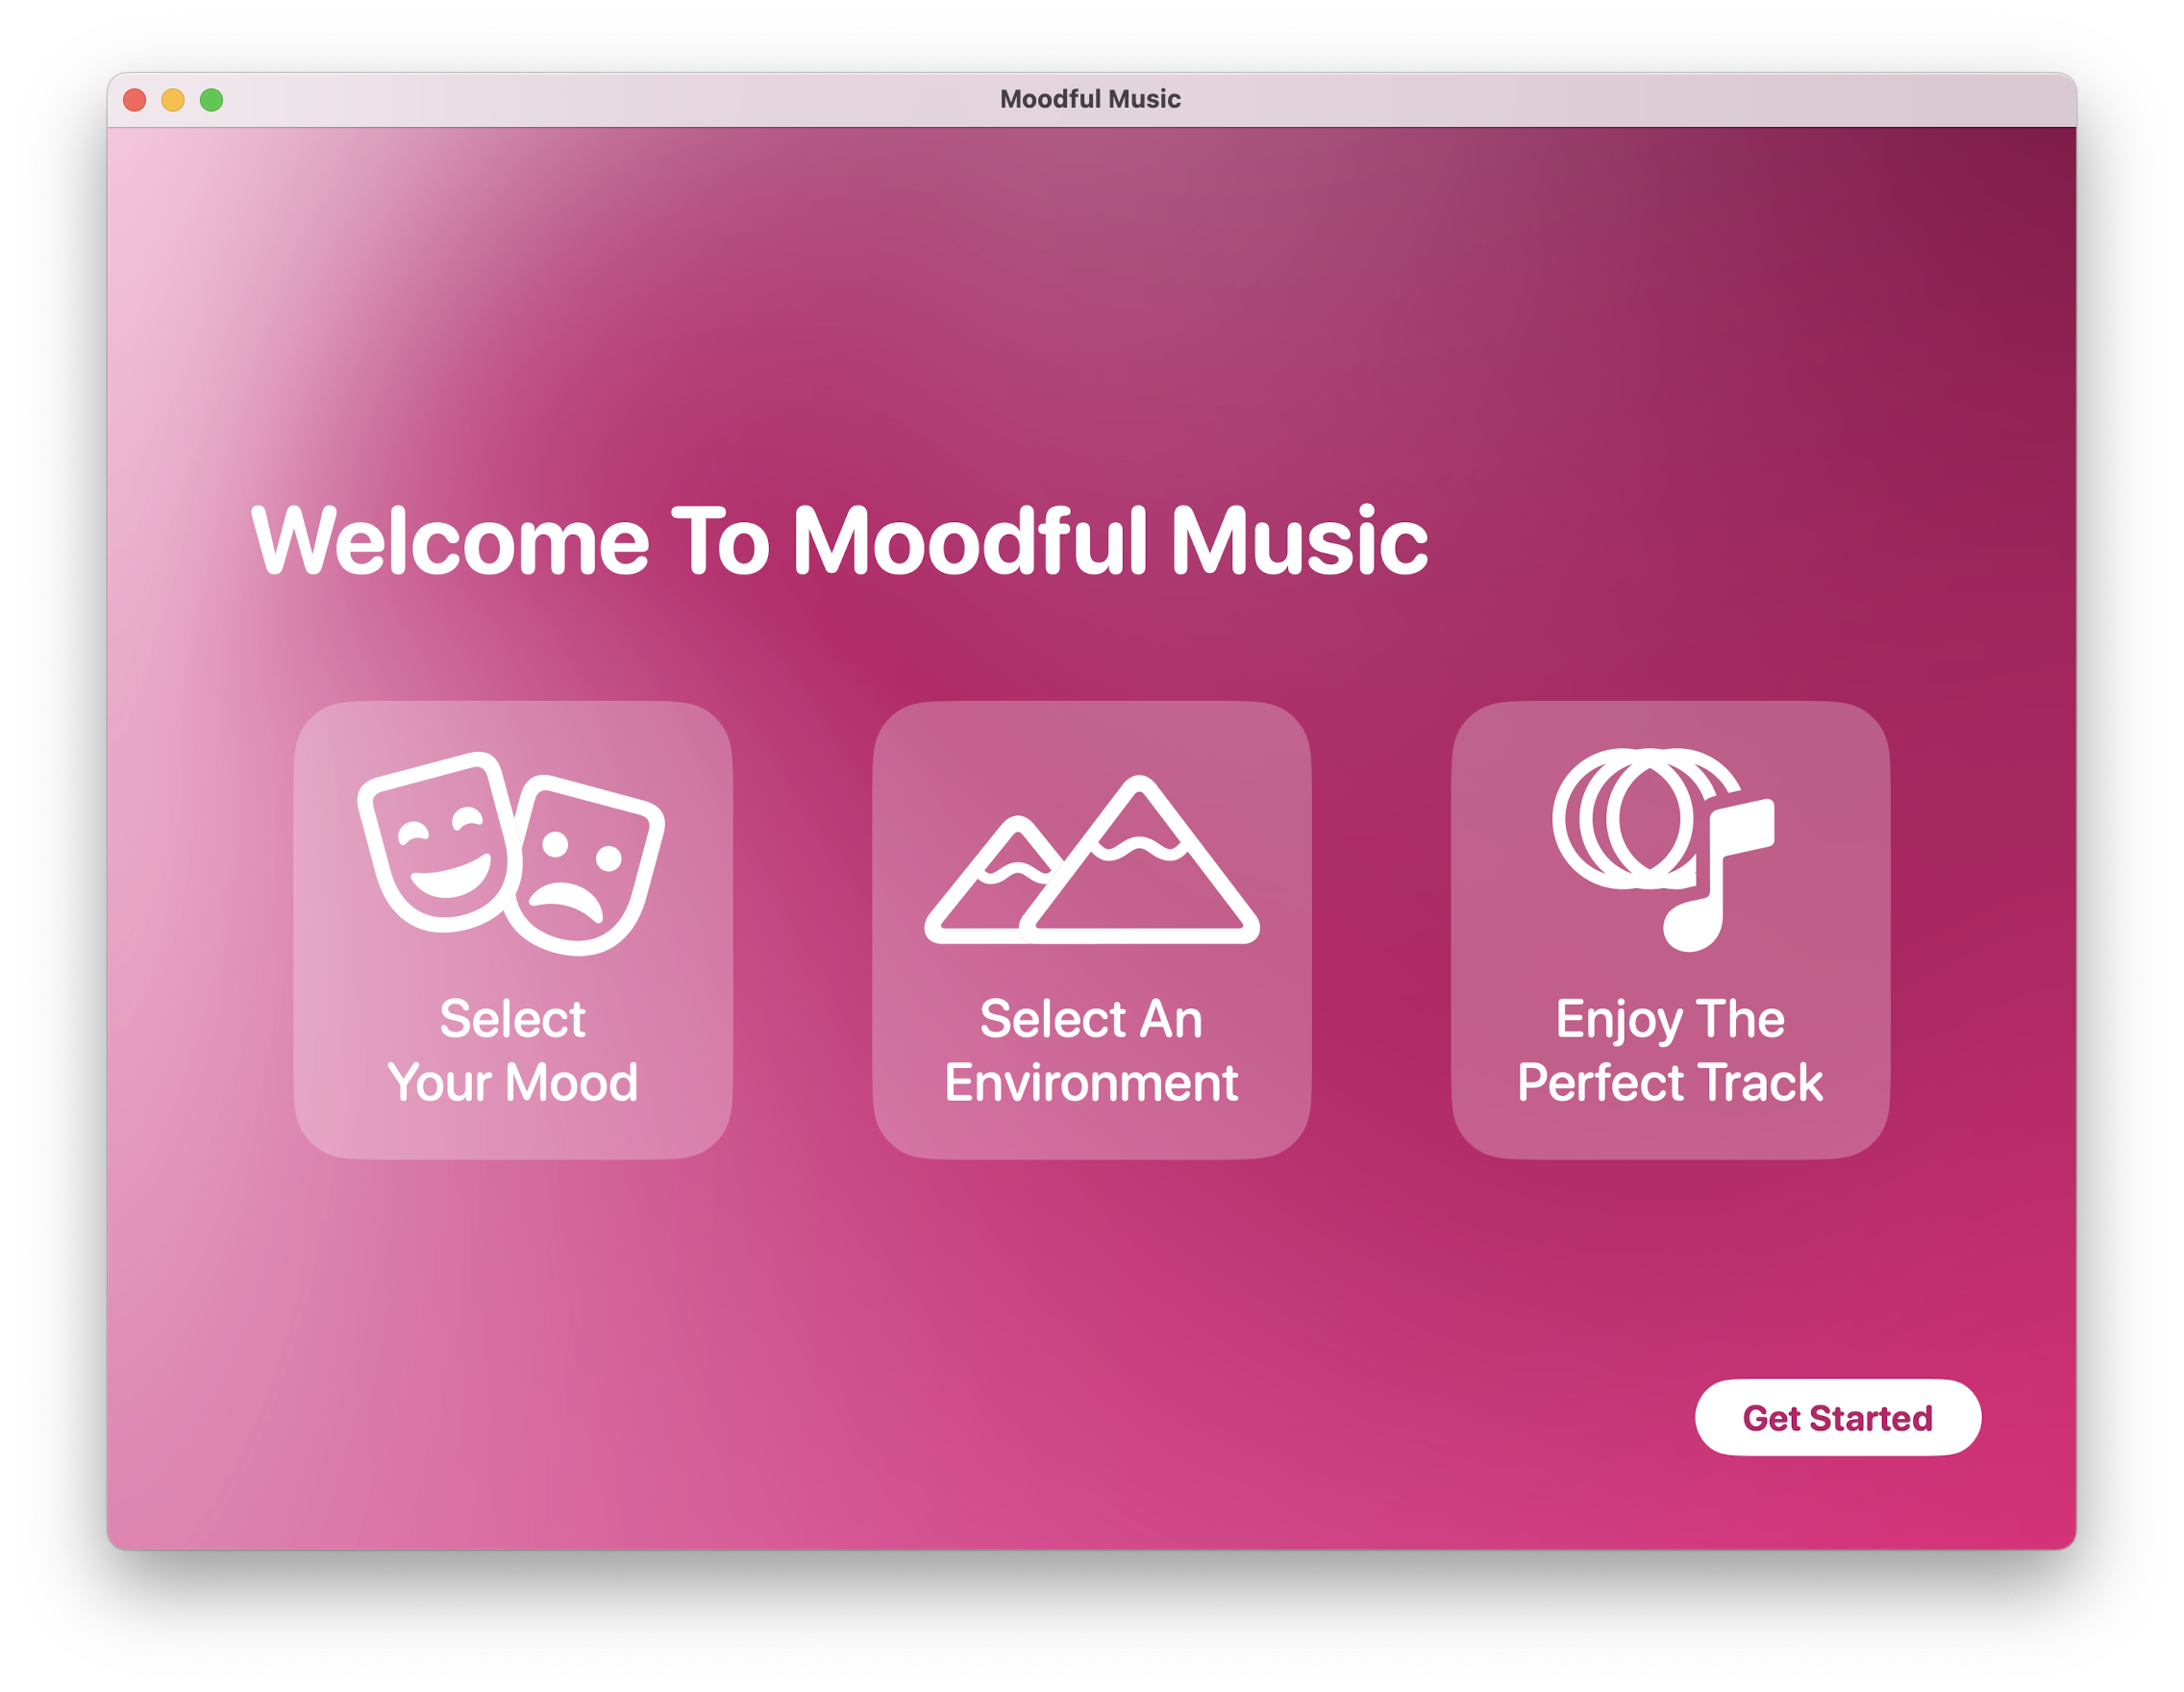 Moodful Music
Welcome To Moodful Music
Select
Your Mood
Select An
Environment
Enjoy The
Perfect Track
Get Started